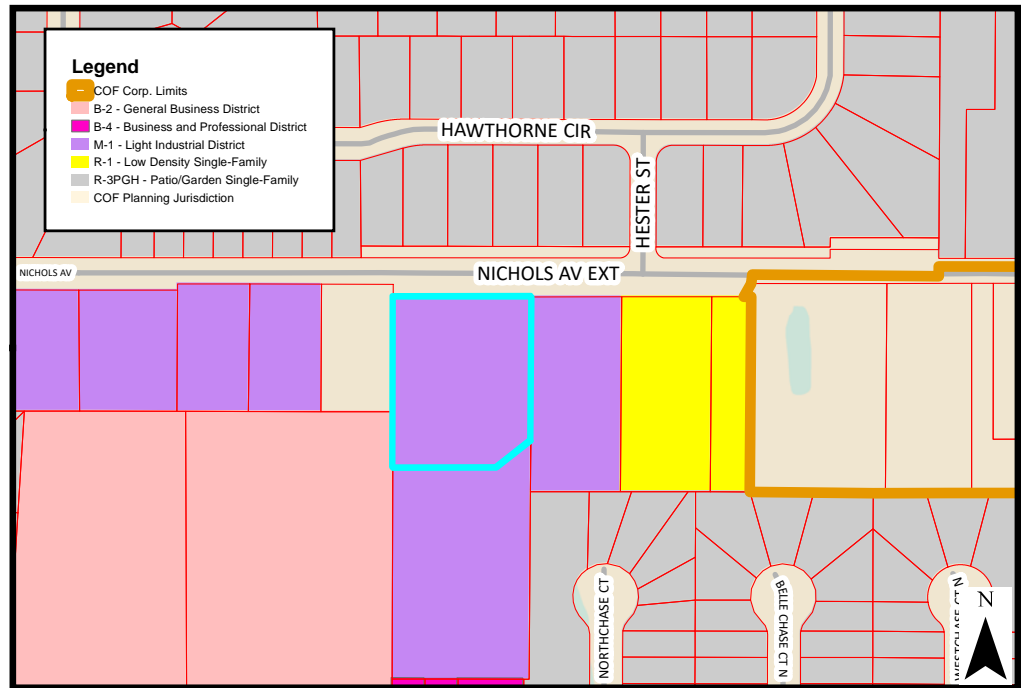 Legend
COF Corp. Limits
B-2 - General Business District
B-4 - Business and Professional District
M-1 - Light Industrial District
R-1 - Low Density Single-Family
R-3PGH - Patio/Garden Single-Family
COF Planning Jurisdiction
HAWTHORNE CIR
HESTER ST
NICHOLS AV
NICHOLS AV EXT
NORTHCHASE CT
BELLE CHASE CT N
WESTCHASE CT N
N